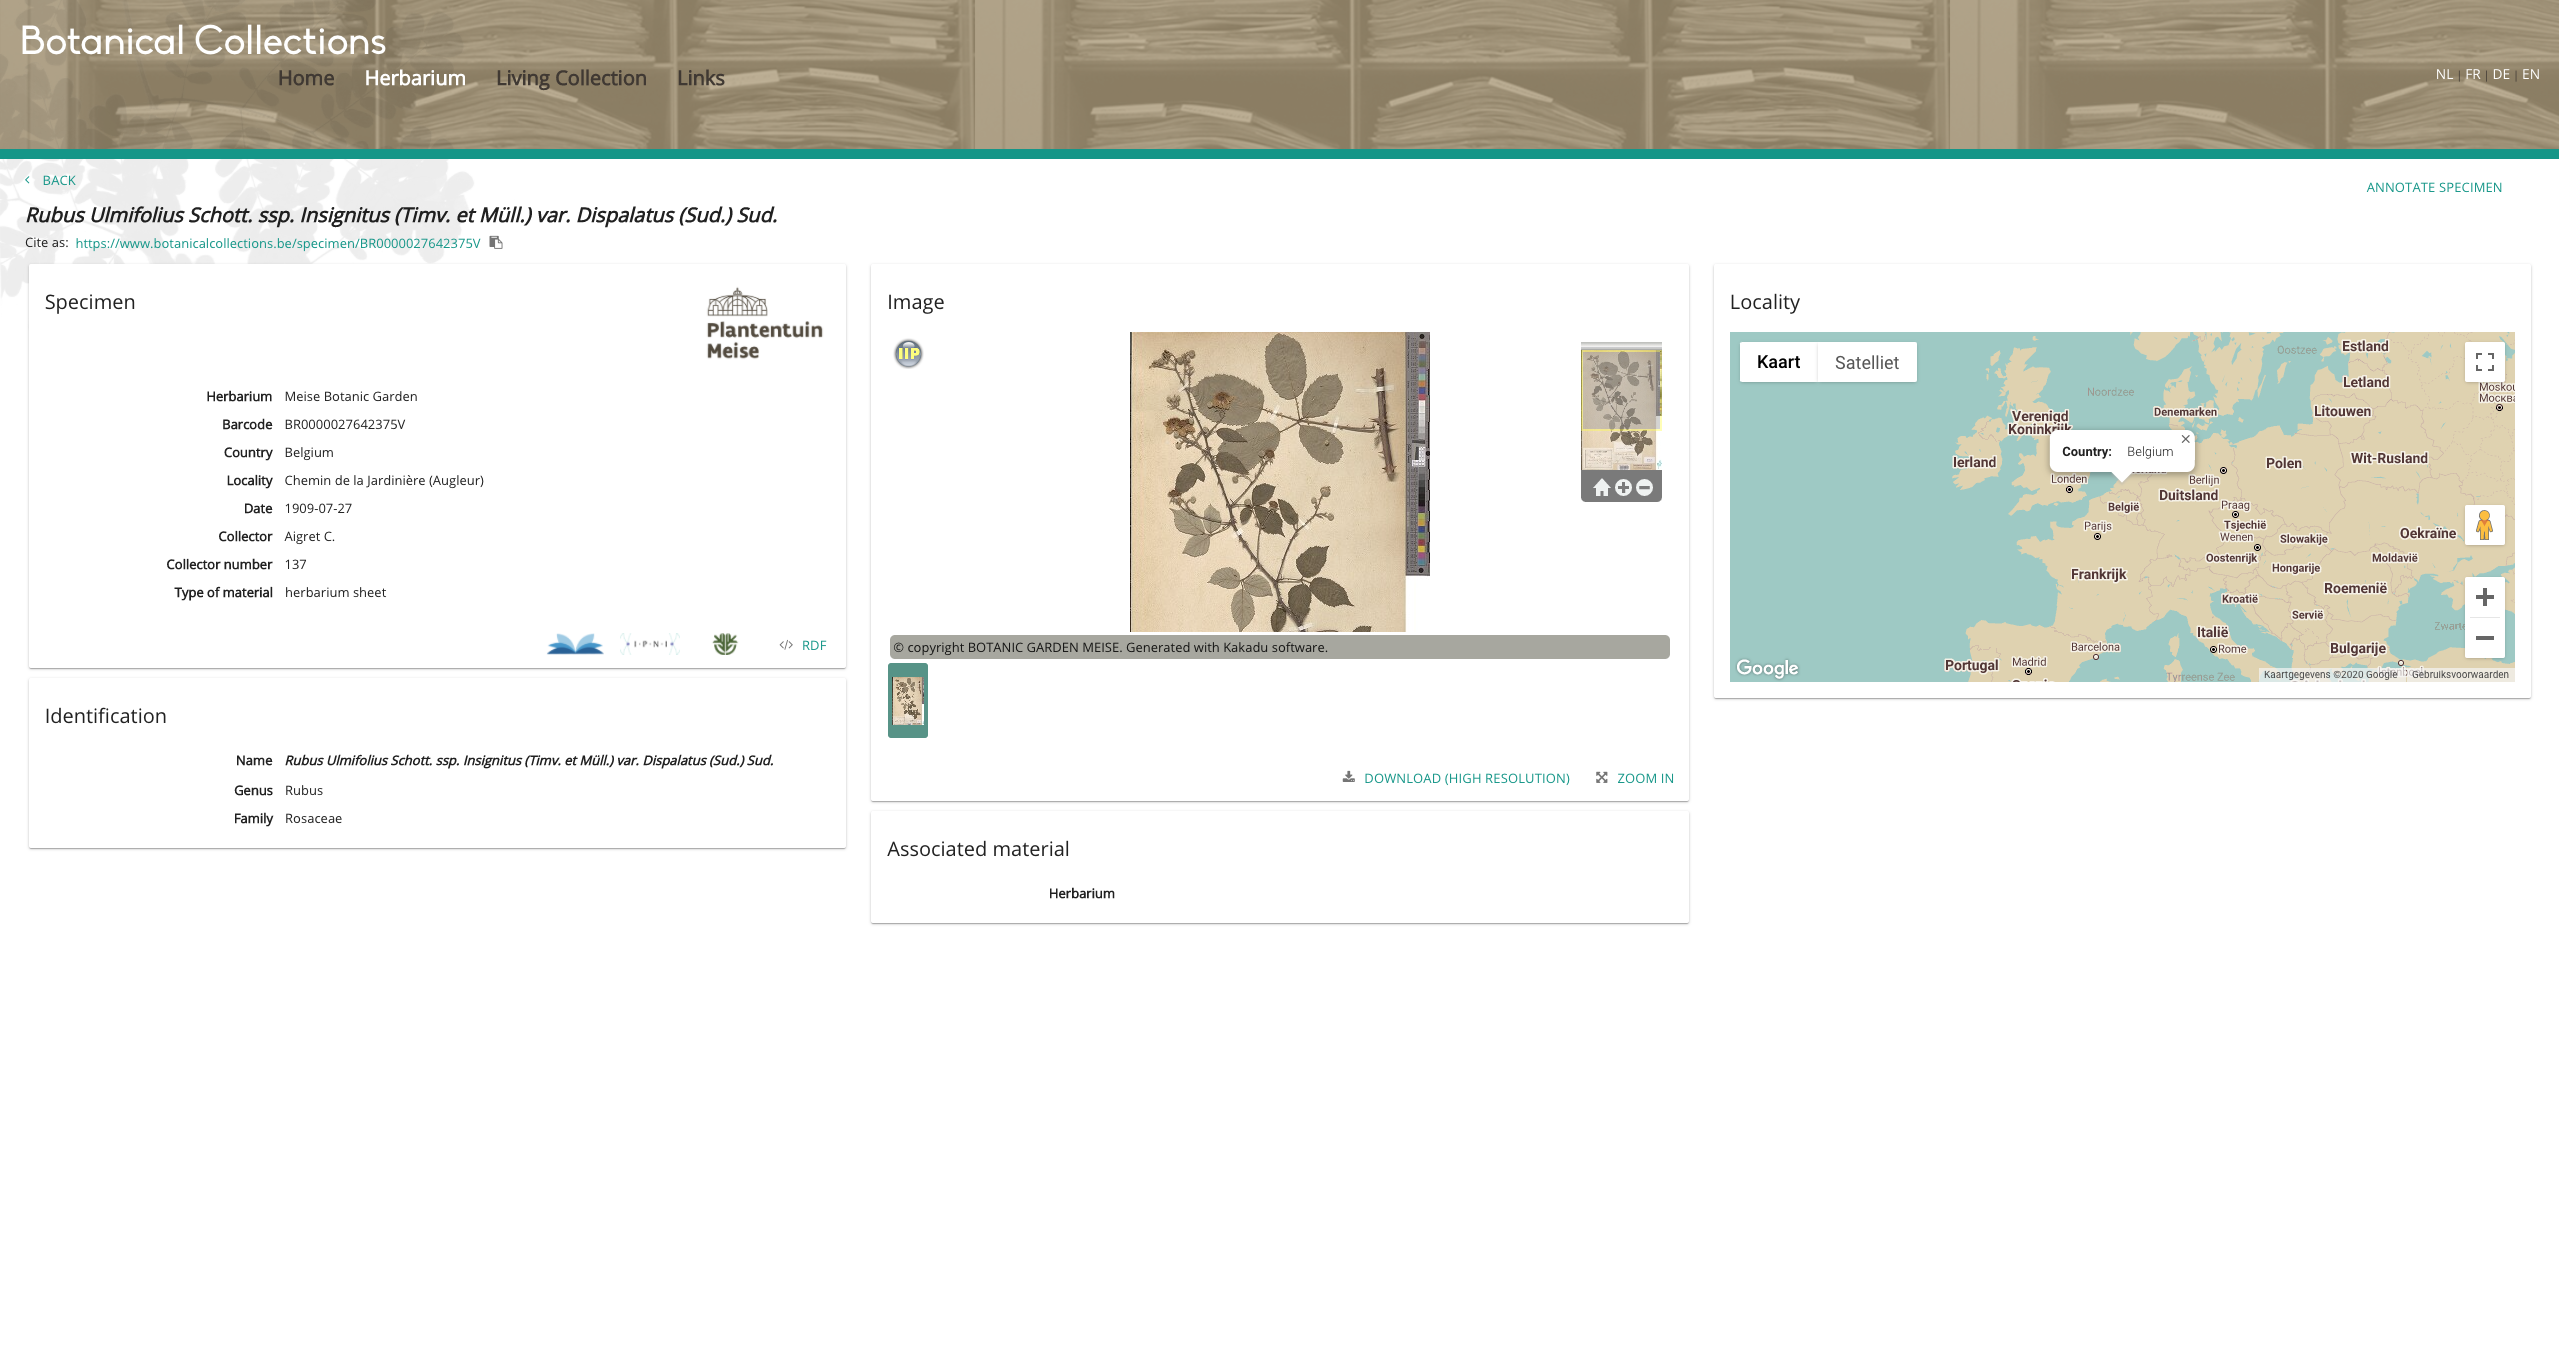 Botanical Collections
Home Herbarium Living Collection Links
NL | FR | DE | EN
BACK
ANNOTATE SPECIMEN
Rubus Ulmifolius Schott. ssp. Insignitus (Timv. et Müll.) var. Dispalatus (Sud.) Sud.
Cite as: https://www.botanicalcollections.be/specimen/BR0000027642375V
Specimen
Plantentuin
Meise
Herbarium Meise Botanic Garden
Barcode BR0000027642375V
Country Belgium
Locality Chemin de la Jardinière (Augleur)
Date 1909-07-27
Collector Aigret C.
Collector number 137
Type of material herbarium sheet
I·P·N·I
</> RDF
Identification
Name Rubus Ulmifolius Schott. ssp. Insignitus (Timv. et Müll.) var. Dispalatus (Sud.) Sud.
Genus Rubus
Family Rosaceae
Image
IIP
© copyright BOTANIC GARDEN MEISE. Generated with Kakadu software.
DOWNLOAD (HIGH RESOLUTION) ZOOM IN
Associated material
Herbarium
Locality
Kaart Satelliet
Oostzee
Estland
Letland
Moskou
Москва
Noordzee
Denemarken
Litouwen
Verenigd
Koninkrijk
Country: Belgium
Ierland
Polen
Wit-Rusland
Londen
Berlijn
Duitsland
België
Praag
Parijs
Tsjechië
Wenen
Slowakije
Oekraïne
Oostenrijk
Moldavië
Hongarije
Frankrijk
Roemenië
Kroatië
Servië
Zwarte
Italië
Barcelona
Rome
Bulgarije
Portugal
Madrid
Tyrreense Zee
Google
Kaartgegevens ©2020 Google
Gebruiksvoorwaarden